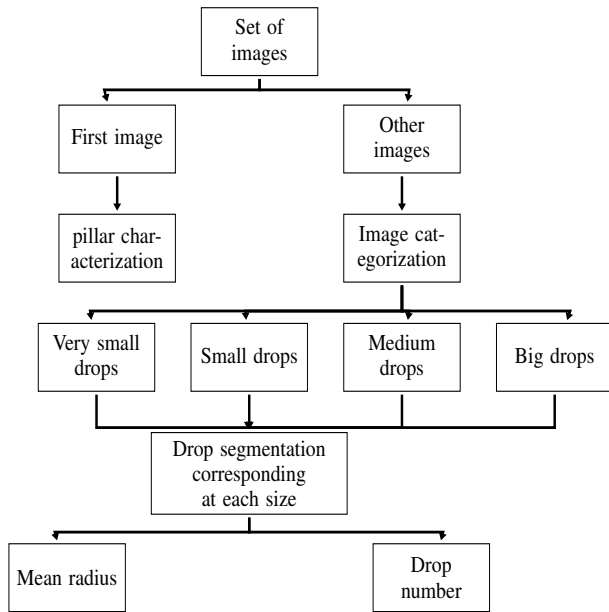 Set of
images
First image
Other
images
pillar char-
acterization
Image cat-
egorization
Very small
drops
Small drops
Medium
drops
Big drops
Drop segmentation
corresponding
at each size
Mean radius
Drop
number